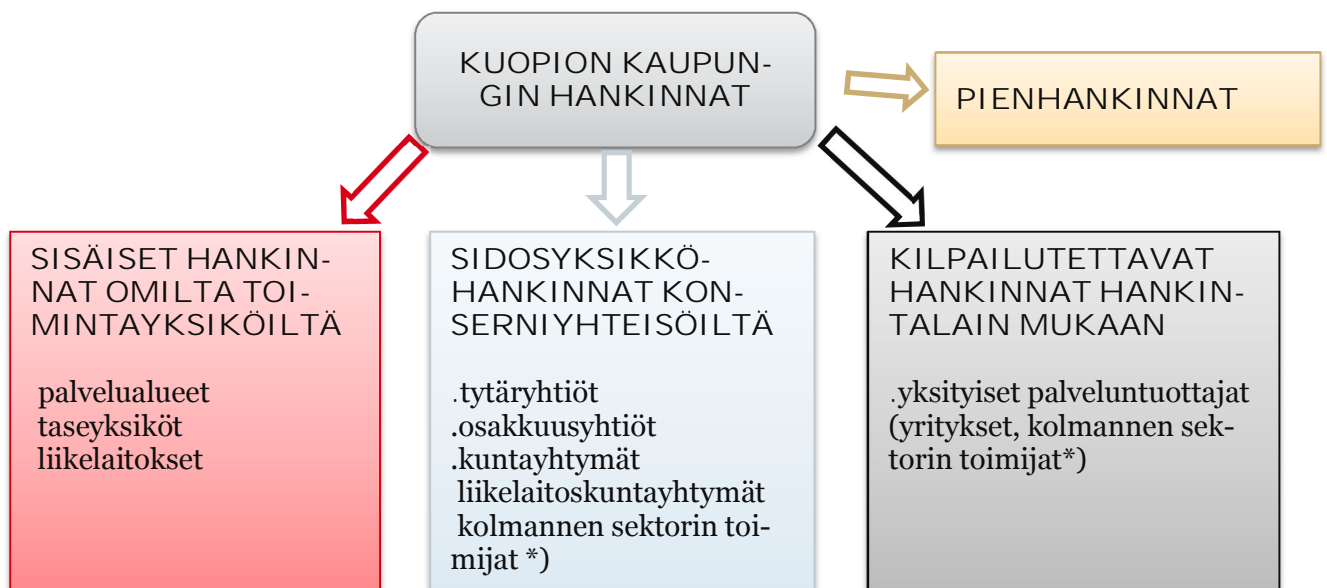 KUOPION KAUPUN-
GIN HANKINNAT
PIENHANKINNAT
SISÄISET HANKIN-
NAT OMILTA TOI-
MINTAYKSIKÖILTÄ
palvelualueet
taseyksiköt
liikelaitokset
SIDOSYKSIKKÖ-
HANKINNAT KON-
SERNIYHTEISÖILTÄ
.tytäryhtiöt
.osakkuusyhtiöt
.kuntayhtymät
liikelaitoskuntayhtymät
kolmannen sektorin toi-
mijat *)
KILPAILUTETTAVAT
HANKINNAT HANKIN-
TALAIN MUKAAN
.yksityiset palveluntuottajat
(yritykset, kolmannen sek-
torin toimijat*)